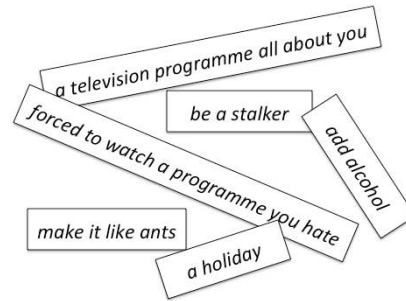 a television programme all about you
be a stalker
forced to watch a programme you hate
add alcohol
make it like ants
a holiday